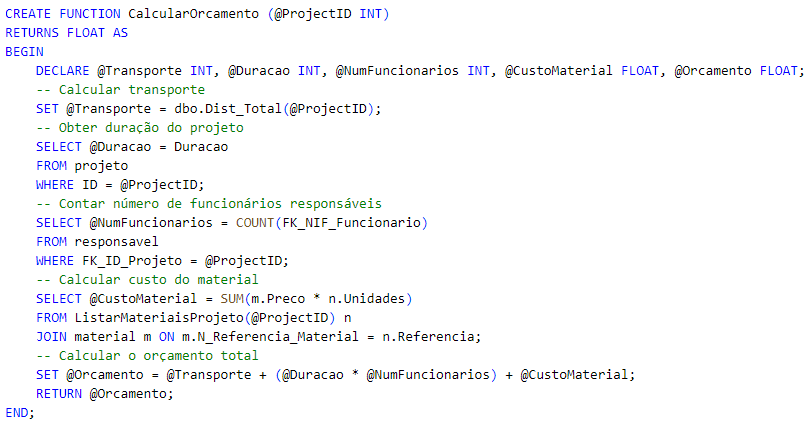 CREATE FUNCTION CalcularOrcamento (@ProjectID INT)
RETURNS FLOAT AS
BEGIN
    DECLARE @Transporte INT, @Duracao INT, @NumFuncionarios INT, @CustoMaterial FLOAT, @Orcamento FLOAT;
    -- Calcular transporte
    SET @Transporte = dbo.Dist_Total(@ProjectID);
    -- Obter duração do projeto
    SELECT @Duracao = Duracao
    FROM projeto
    WHERE ID = @ProjectID;
    -- Contar número de funcionários responsáveis
    SELECT @NumFuncionarios = COUNT(FK_NIF_Funcionario)
    FROM responsavel
    WHERE FK_ID_Projeto = @ProjectID;
    -- Calcular custo do material
    SELECT @CustoMaterial = SUM(m.Preco * n.Unidades)
    FROM ListarMateriaisProjeto(@ProjectID) n
    JOIN material m ON m.N_Referencia_Material = n.Referencia;
    -- Calcular o orçamento total
    SET @Orcamento = @Transporte + (@Duracao * @NumFuncionarios) + @CustoMaterial;
    RETURN @Orcamento;
END;